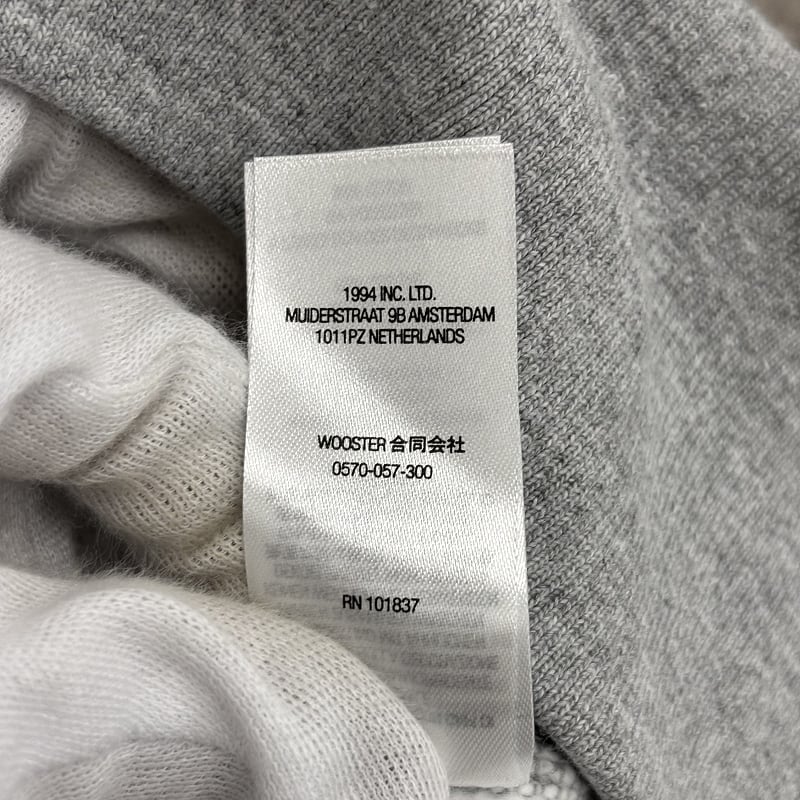 1994 INC. LTD.
MUIDERSTRAAT 9B AMSTERDAM
1011PZ NETHERLANDS
WOOSTER 合同会社
0570-057-300
RN 101837